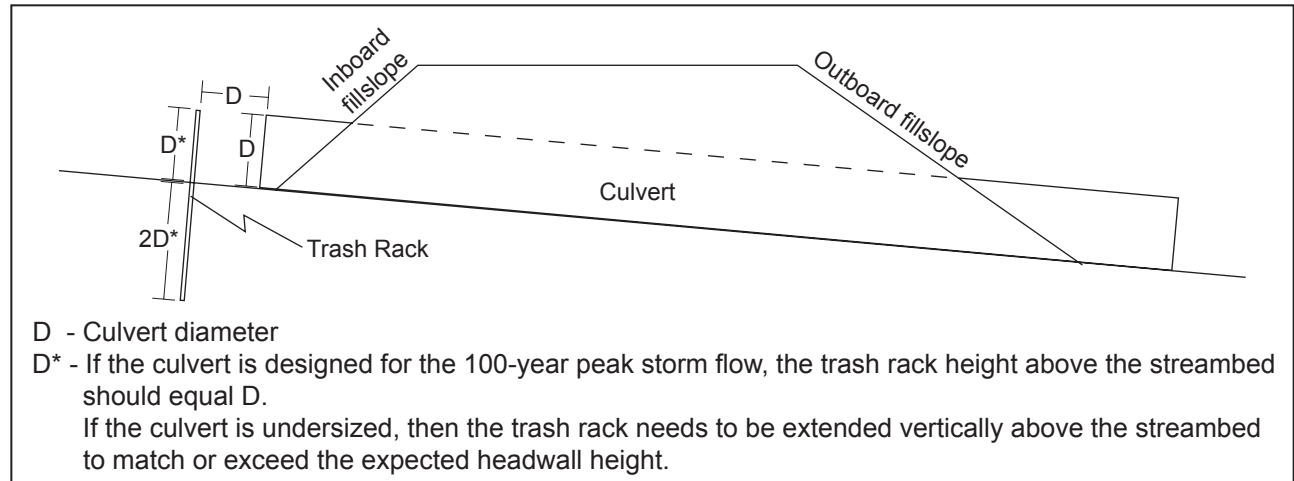 Inboard
fillslope
Outboard fillslope
D
D*
D
Culvert
2D*
Trash Rack
D - Culvert diameter
D* - If the culvert is designed for the 100-year peak storm flow, the trash rack height above the streambed
should equal D.
If the culvert is undersized, then the trash rack needs to be extended vertically above the streambed
to match or exceed the expected headwall height.